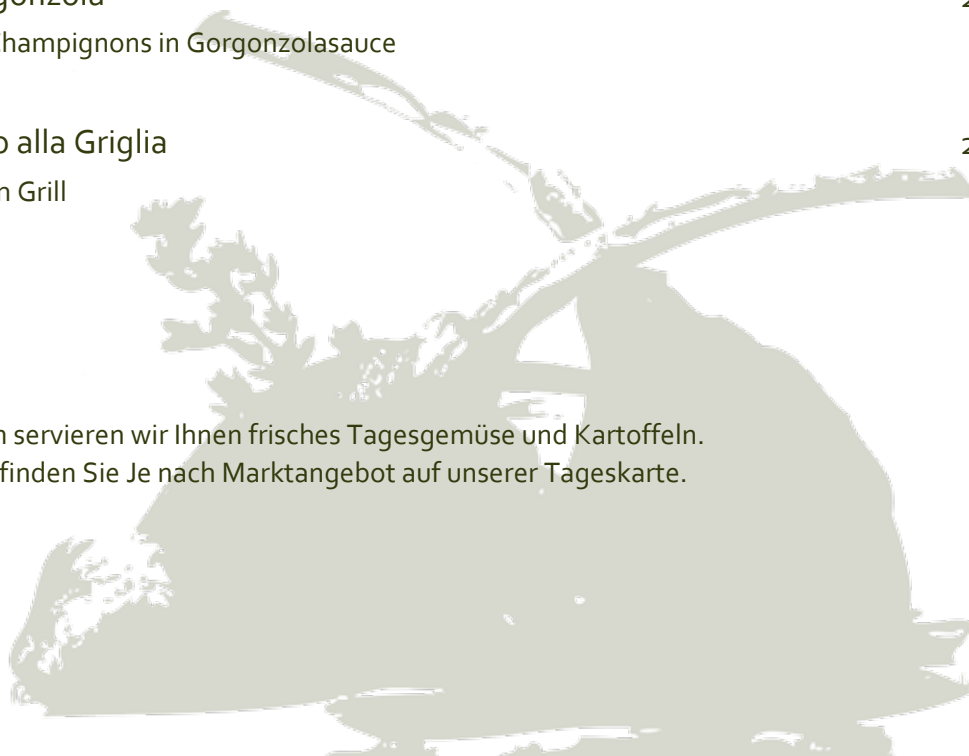 Champignons in Gorgonzolasauce
alla Griglia
Grill
servieren wir Ihnen frisches Tagesgemüse und Kartoffeln.
finden Sie Je nach Marktangebot auf unserer Tageskarte.